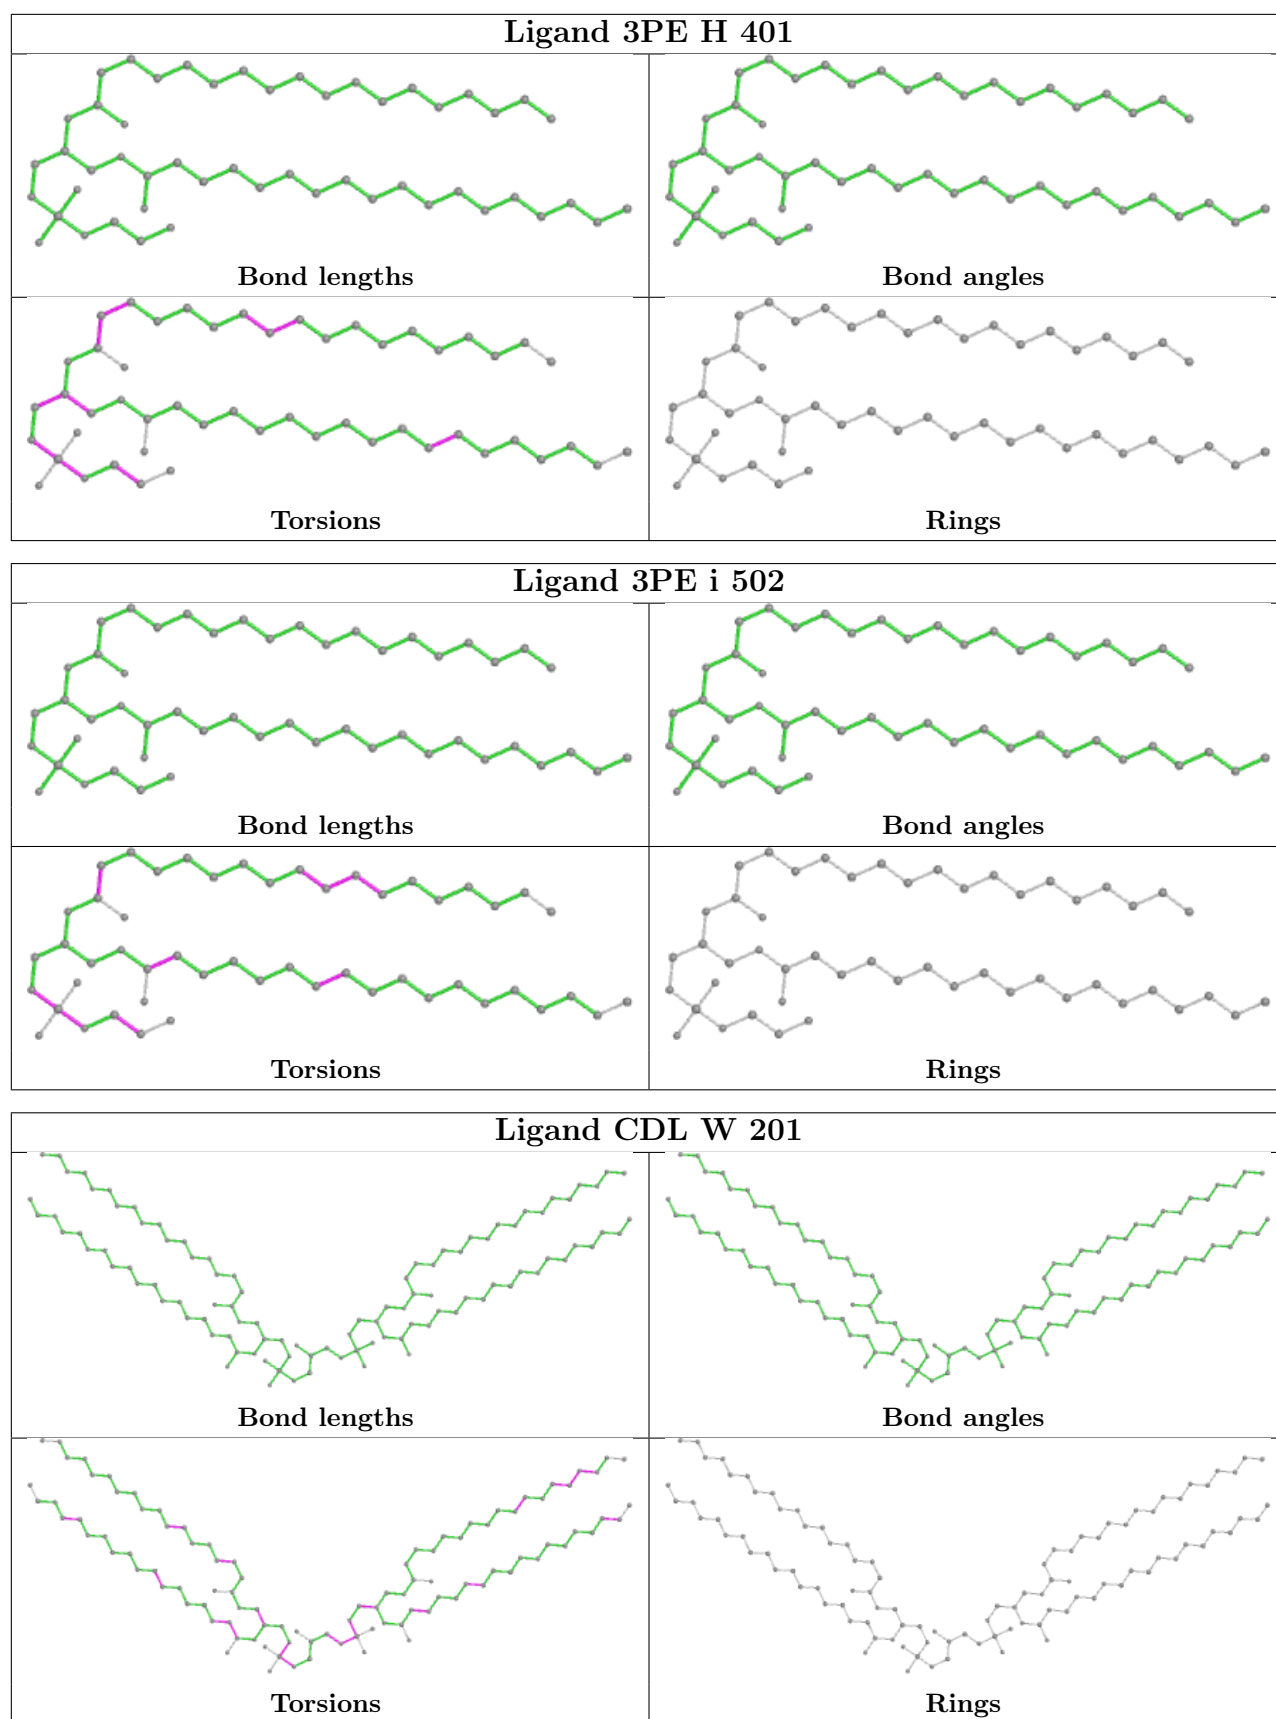 Ligand 3PE H 401
Bond lengths
Bond angles
Torsions
Rings
Ligand 3PE i 502
Bond lengths
Bond angles
Torsions
Rings
Ligand CDL W 201
Bond lengths
Bond angles
Torsions
Rings